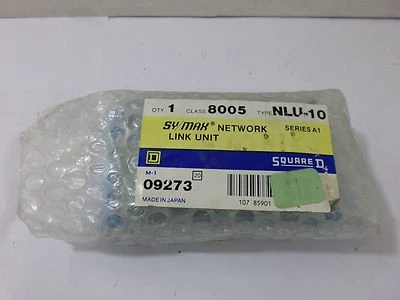 QTY. 1 CLASS 8005 TYPE NLU-10
SY/MAX® NETWORK SERIES A1
LINK UNIT
D SQUARE D
M-1
09273 20
MADE IN JAPAN 107 85901